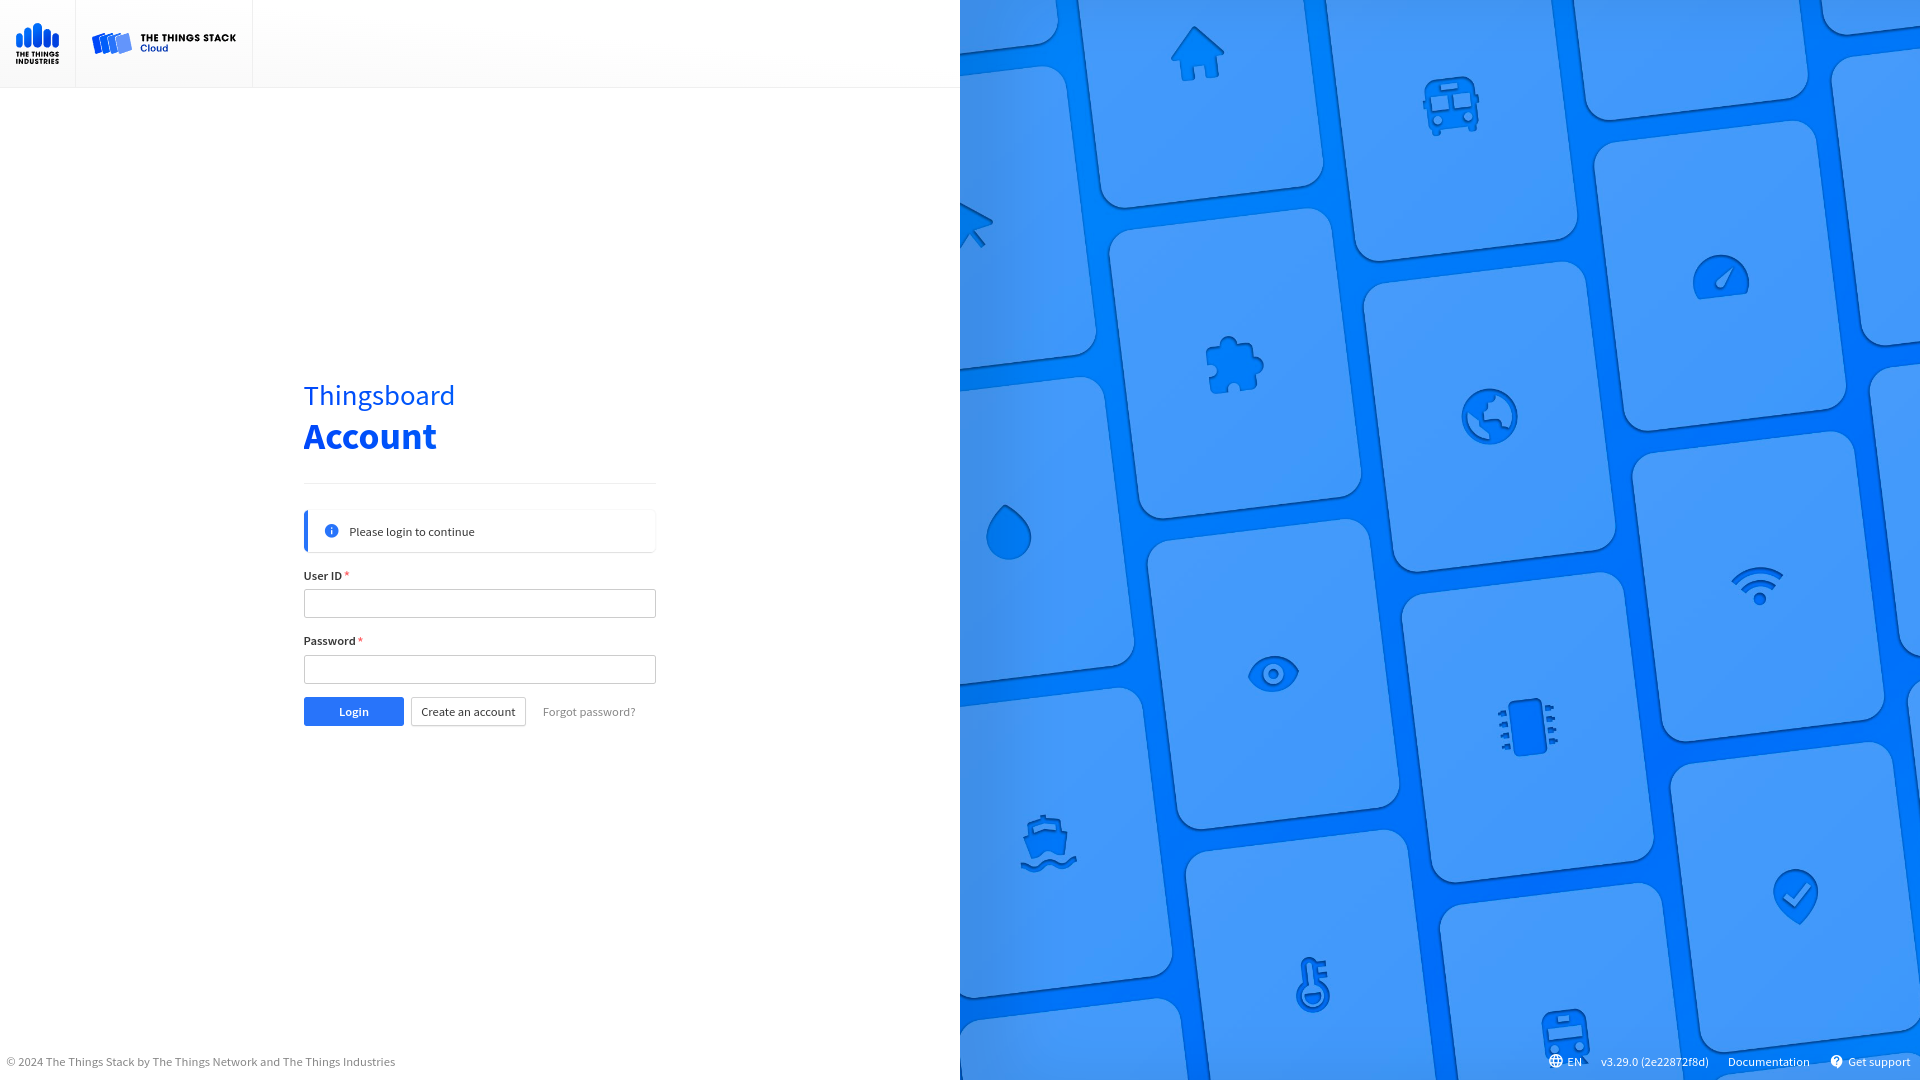 THE THINGS
INDUSTRIES
THE THINGS STACK
Cloud
Thingsboard
Account
Please login to continue
User ID *
Password *
Login
Create an account
Forgot password?
© 2024 The Things Stack by The Things Network and The Things Industries
EN
v3.29.0 (2e22872f8d)
Documentation
Get support